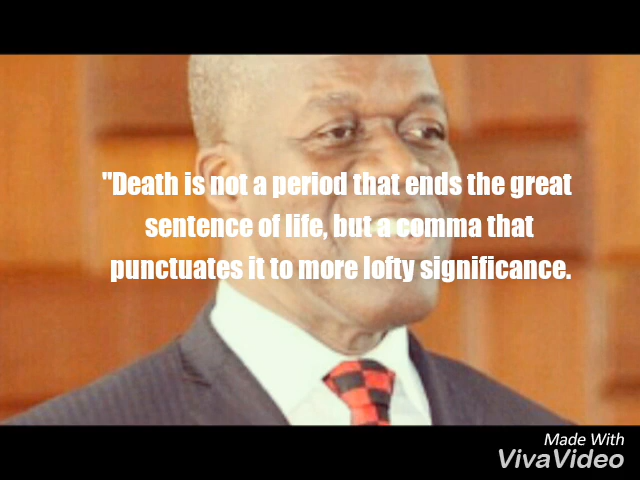 "Death is not a period that ends the great
sentence of life, but a comma that
punctuates it to more lofty significance.
Made With
VivaVideo